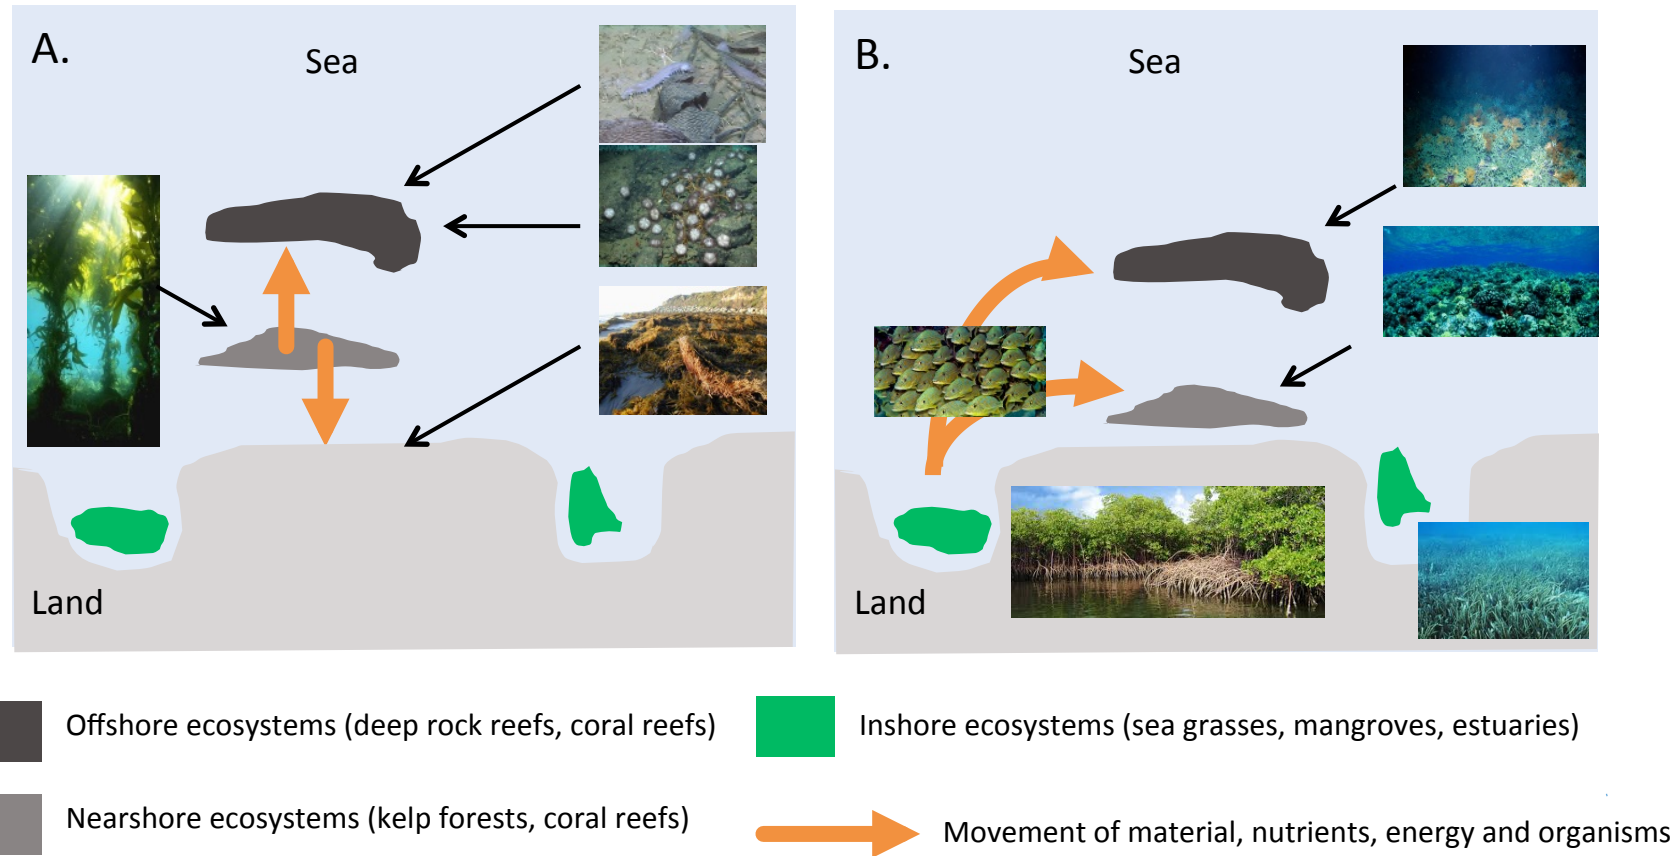 A.
Sea
Land
B.
Sea
Land
Offshore ecosystems (deep rock reefs, coral reefs)
Inshore ecosystems (sea grasses, mangroves, estuaries)
Nearshore ecosystems (kelp forests, coral reefs)
Movement of material, nutrients, energy and organisms